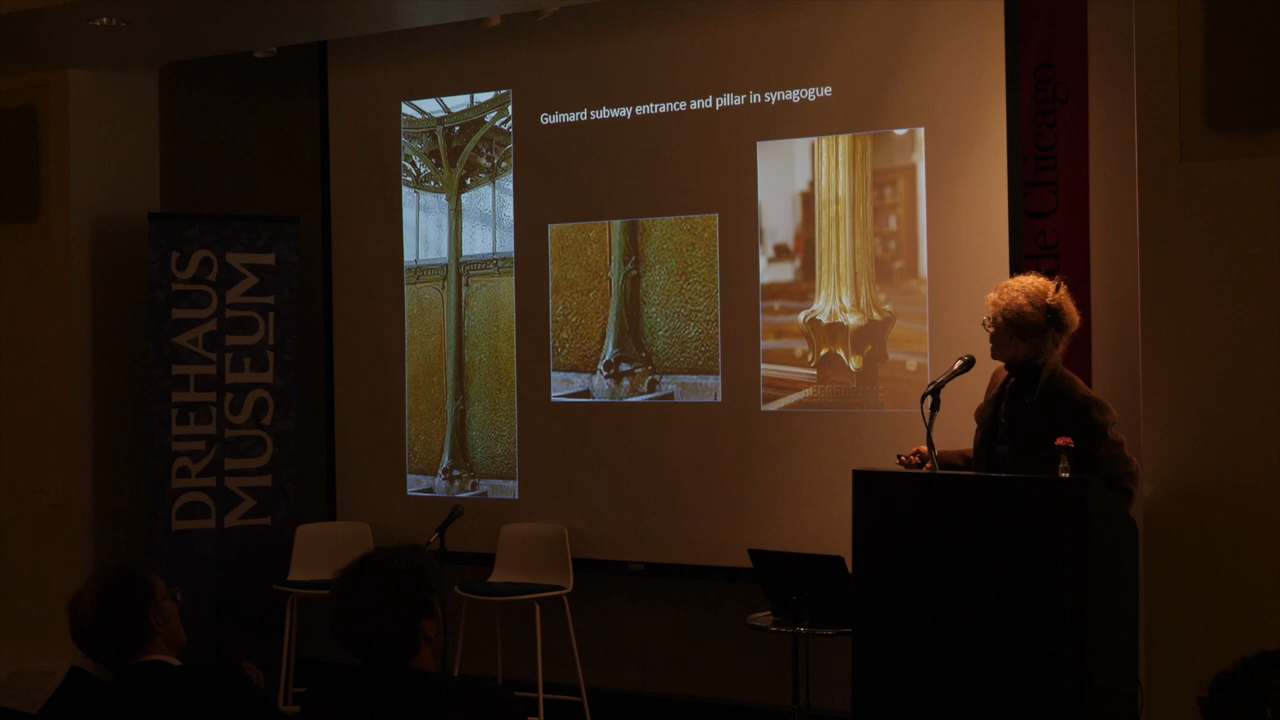 Guimard subway entrance and pillar in synagogue
DRIEHAUS
MUSEUM
de Chicago